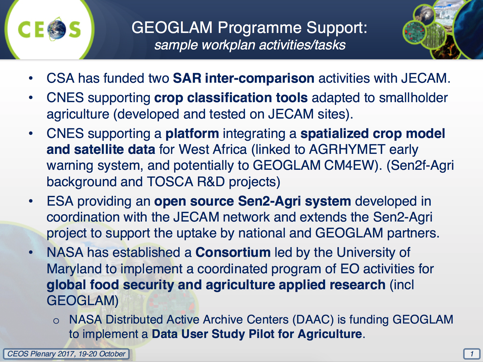 CEOS
GEOGLAM Programme Support:
sample workplan activities/tasks
• CSA has funded two SAR inter-comparison activities with JECAM.
• CNES supporting crop classification tools adapted to smallholder
agriculture (developed and tested on JECAM sites).
• CNES supporting a platform integrating a spatialized crop model
and satellite data for West Africa (linked to AGRHYMET early
warning system, and potentially to GEOGLAM CM4EW). (Sen2f-Agri
background and TOSCA R&D projects)
• ESA providing an open source Sen2-Agri system developed in
coordination with the JECAM network and extends the Sen2-Agri
project to support the uptake by national and GEOGLAM partners.
• NASA has established a Consortium led by the University of
Maryland to implement a coordinated program of EO activities for
global food security and agriculture applied research (incl
GEOGLAM)
o NASA Distributed Active Archive Centers (DAAC) is funding GEOGLAM
to implement a Data User Study Pilot for Agriculture.
CEOS Plenary 2017, 19-20 October
1